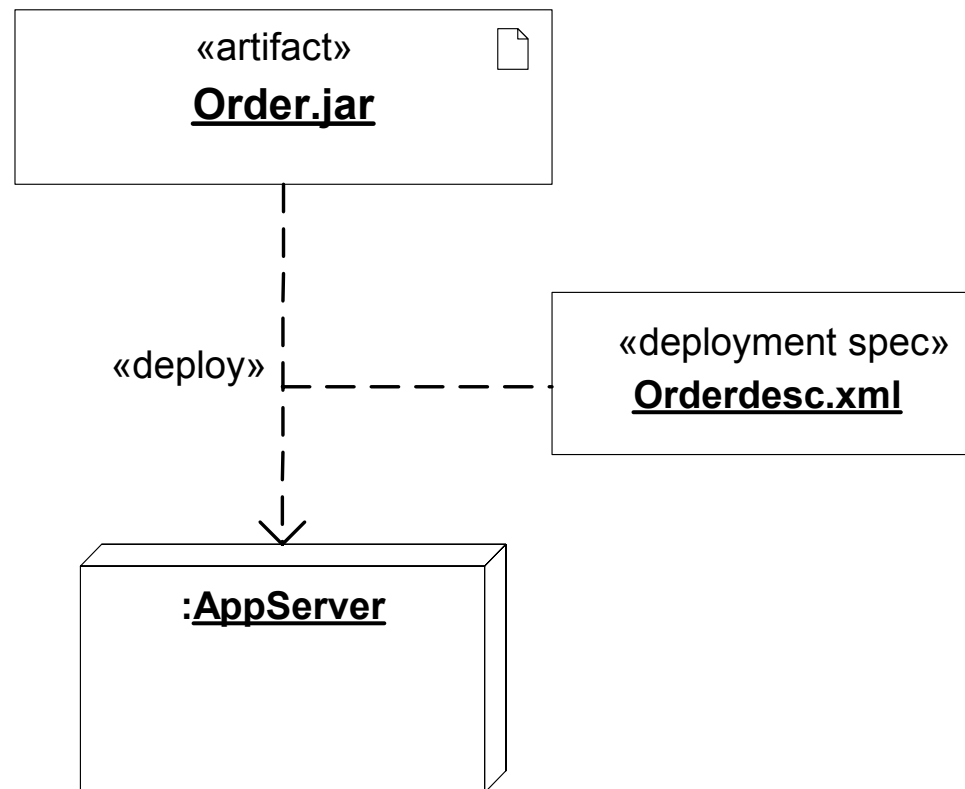 «artifact»
Order.jar
«deployment spec»
«deploy»
Orderdesc.xml
:AppServer